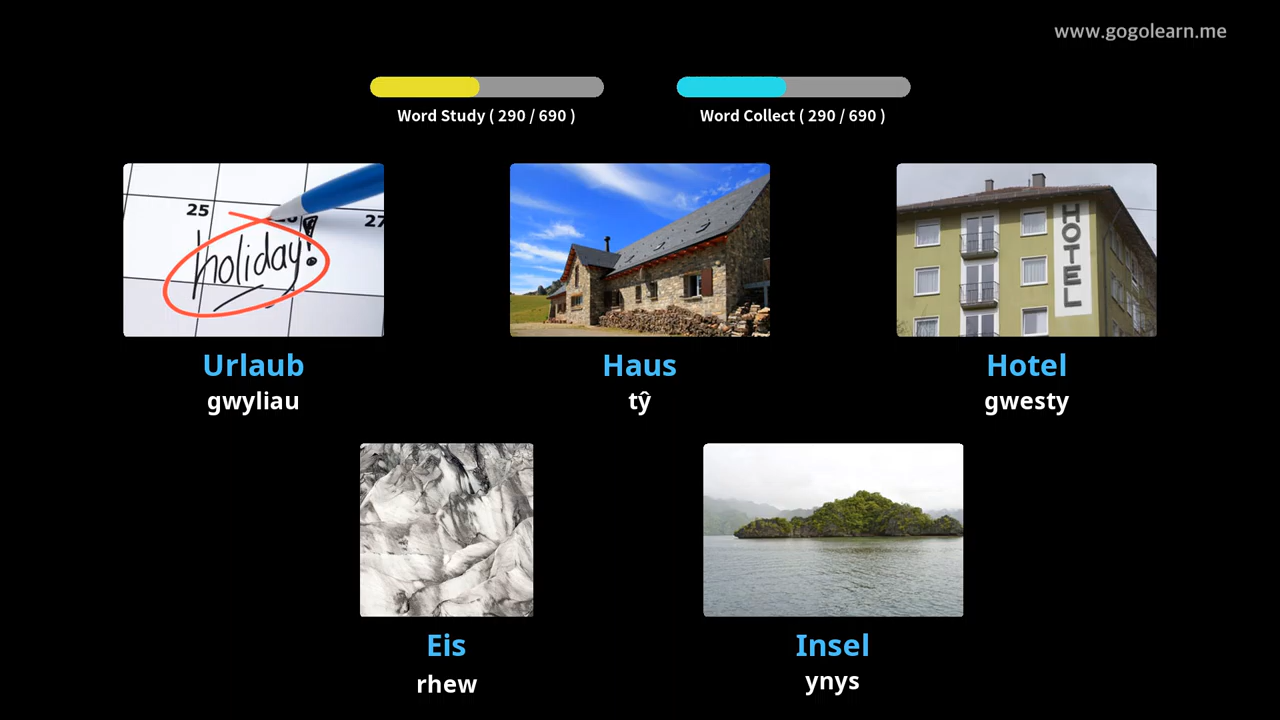 www.gogolearn.me
Word Study ( 290 / 690 )
Word Collect ( 290 / 690 )
25
27
holiday!
HOTEL
Urlaub
gwyliau
Haus
tŷ
Hotel
gwesty
Eis
rhew
Insel
ynys